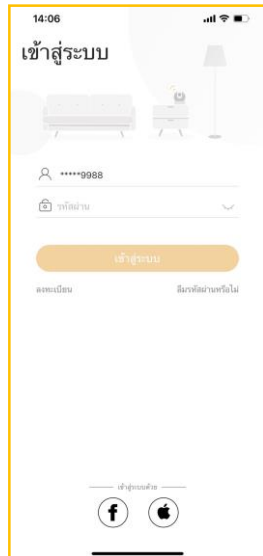 14:06
เข้าสู่ระบบ
*****9988
รหัสผ่าน
เข้าสู่ระบบ
ลงทะเบียน ลืมรหัสผ่านหรือไม่
เข้าสู่ระบบด้วย